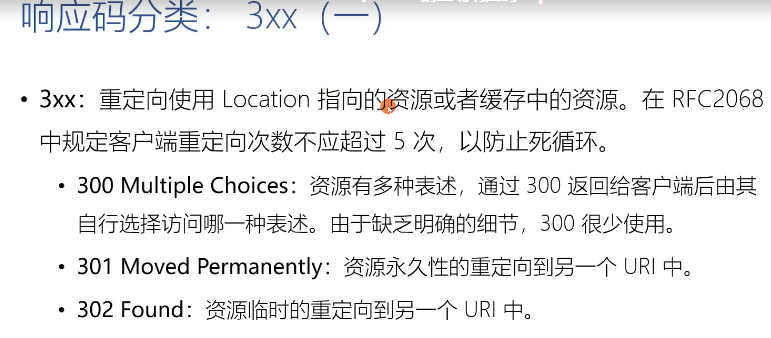 响应码分类： 3xx（一）
• 3xx：重定向使用 Location 指向的资源或者缓存中的资源。在 RFC2068
中规定客户端重定向次数不应超过 5 次，以防止死循环。
• 300 Multiple Choices：资源有多种表述，通过 300 返回给客户端后由其
自行选择访问哪一种表述。由于缺乏明确的细节，300 很少使用。
• 301 Moved Permanently：资源永久性的重定向到另一个 URI 中。
• 302 Found：资源临时的重定向到另一个 URI 中。